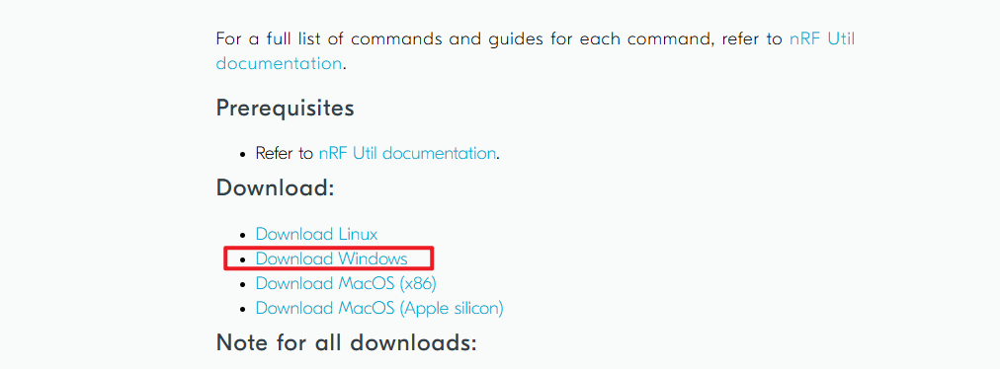 For a full list of commands and guides for each command, refer to nRF Util
documentation.
Prerequisites
• Refer to nRF Util documentation.
Download:
• Download Linux
• Download Windows
• Download MacOS (x86)
• Download MacOS (Apple silicon)
Note for all downloads: